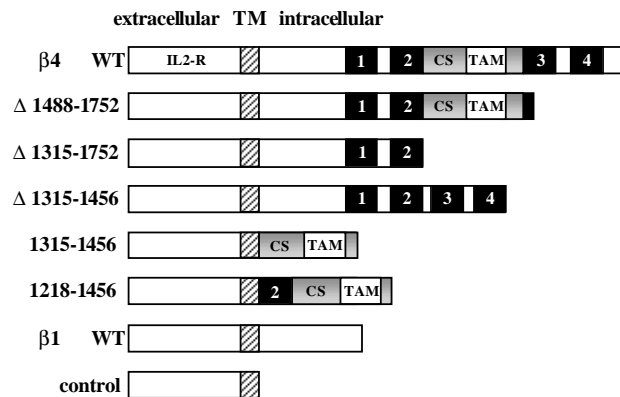 extracellular TM intracellular
β4 WT IL2-R 1 2 CS TAM 3 4
Δ 1488-1752 1 2 CS TAM
Δ 1315-1752 1 2
Δ 1315-1456 1 2 3 4
1315-1456 CS TAM
1218-1456 2 CS TAM
β1 WT
control